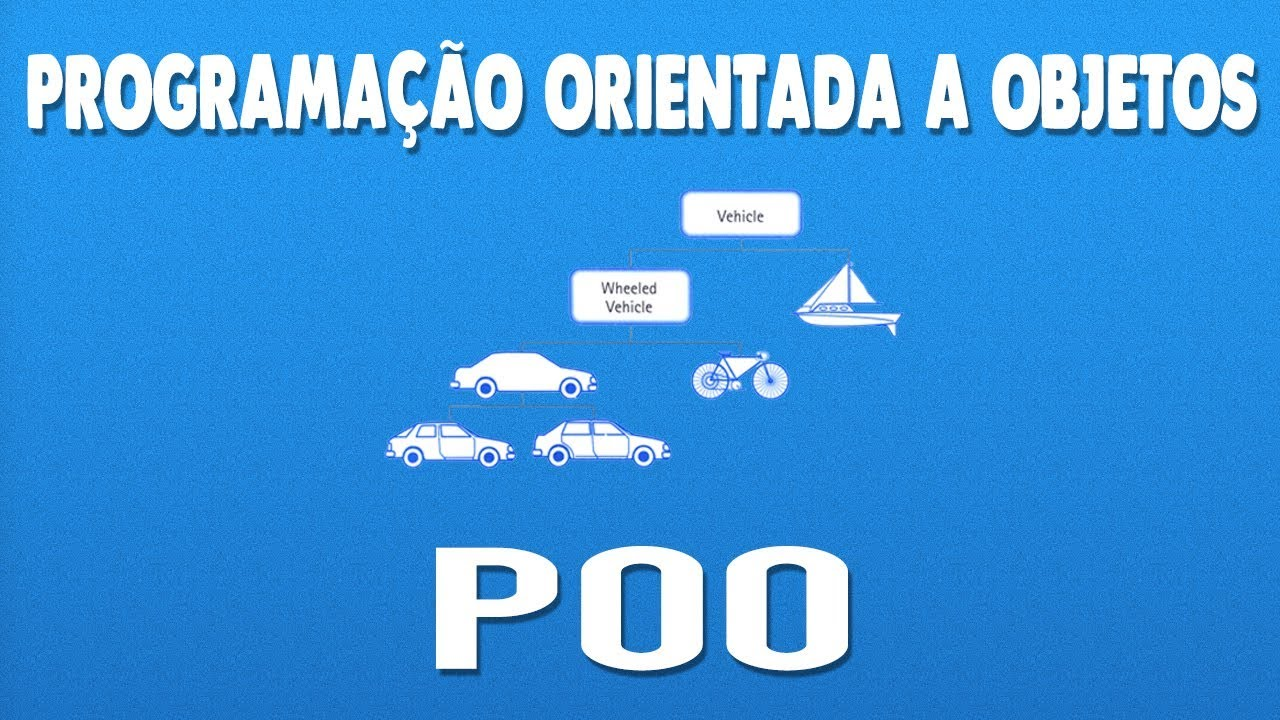 PROGRAMAÇÃO ORIENTADA A OBJETOS
Vehicle
Wheeled
Vehicle
POO